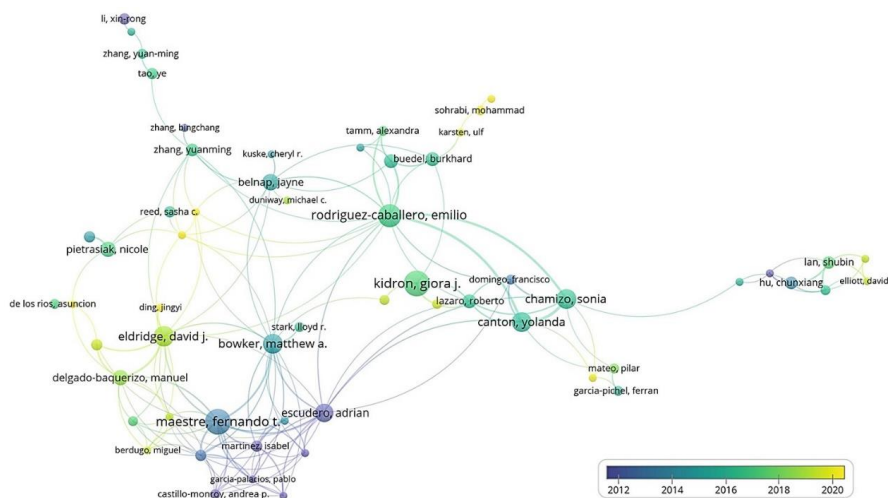 li, xin-rong
zhang, yuan-ming
tao, ye
sohrabi, mohammad
zhang, bingchang
tamm, alexandra
karsten, ulf
zhang, yuanming
kuske, cheryl r.
buedel, burkhard
belnap, jayne
duniway, michael c.
reed, sasha c.
rodriguez-caballero, emilio
pietrasiak, nicole
lan, shubin
kidron, giora j.
domingo, francisco
hu, chunxiang
elliott, david
de los rios, asuncion
ding, jingyi
lazaro, roberto
chamizo, sonia
stark, lloyd r.
canton, yolanda
eldridge, david j.
bowker, matthew a.
mateo, pilar
delgado-baquerizo, manuel
garcia-pichel, ferran
escudero, adrian
maestre, fernando t.
martinez, isabel
berdugo, miguel
garcia-palacios, pablo
castillo-monroy, andrea p.
2012 2014 2016 2018 2020